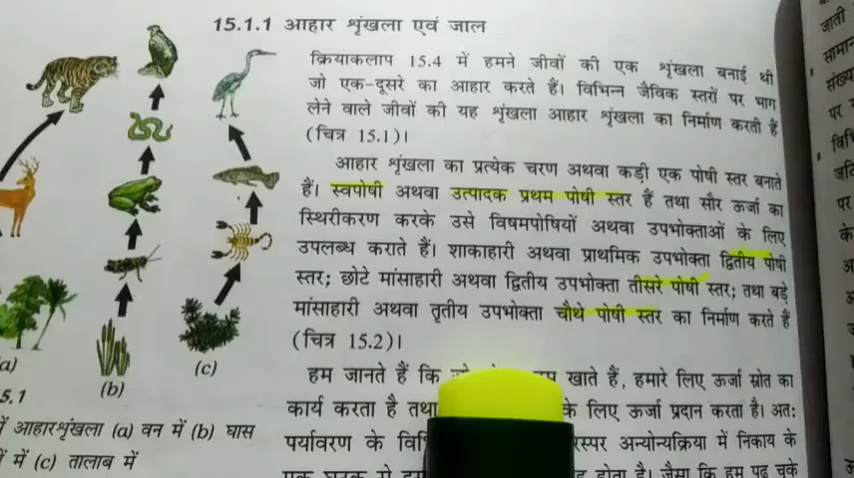 15.1.1 आहार शृंखला एवं जाल
क्रियाकलाप 15.4 में हमने जीवों की एक शृंखला बनाई थी
जो एक-दूसरे का आहार करते हैं। विभिन्न जैविक स्तरों पर भाग
लेने वाले जीवों की यह शृंखला आहार शृंखला का निर्माण करती हैं
(चित्र 15.1)।
आहार शृंखला का प्रत्येक चरण अथवा कड़ी एक पोषी स्तर बनाते
हैं। स्वपोषी अथवा उत्पादक प्रथम पोषी स्तर हैं तथा सौर ऊर्जा का
स्थिरीकरण करके उसे विषमपोषियों अथवा उपभोक्ताओं के लिए
उपलब्ध कराते हैं। शाकाहारी अथवा प्राथमिक उपभोक्ता द्वितीय पोषी
स्तर; छोटे मांसाहारी अथवा द्वितीय उपभोक्ता तीसरे पोषी स्तर; तथा बड़े
मांसाहारी अथवा तृतीय उपभोक्ता चौथे पोषी स्तर का निर्माण करते हैं
(चित्र 15.2)।
हम जानते हैं कि खाते हैं, हमारे लिए ऊर्जा स्रोत का
कार्य करता है तथा के लिए ऊर्जा प्रदान करता है। अतः
पर्यावरण के अन्योन्यक्रिया में निकाय के
होता है। जैसा कि हम पढ़ चुके
a)
(b)
(c)
5.1
में आहारशृंखला (a) वन में (b) घास
में (c) तालाब में
जाती
सामान
संख्य
पर
के